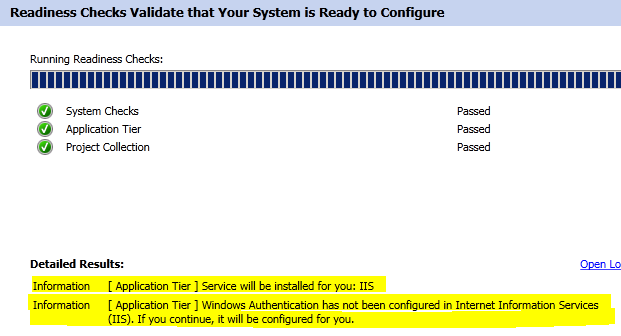 Readiness Checks Validate that Your System is Ready to Configure
Running Readiness Checks:
System Checks Passed
Application Tier Passed
Project Collection Passed
Detailed Results: Open Lo
Information [ Application Tier ] Service will be installed for you: IIS
Information [ Application Tier ] Windows Authentication has not been configured in Internet Information Services
(IIS). If you continue, it will be configured for you.